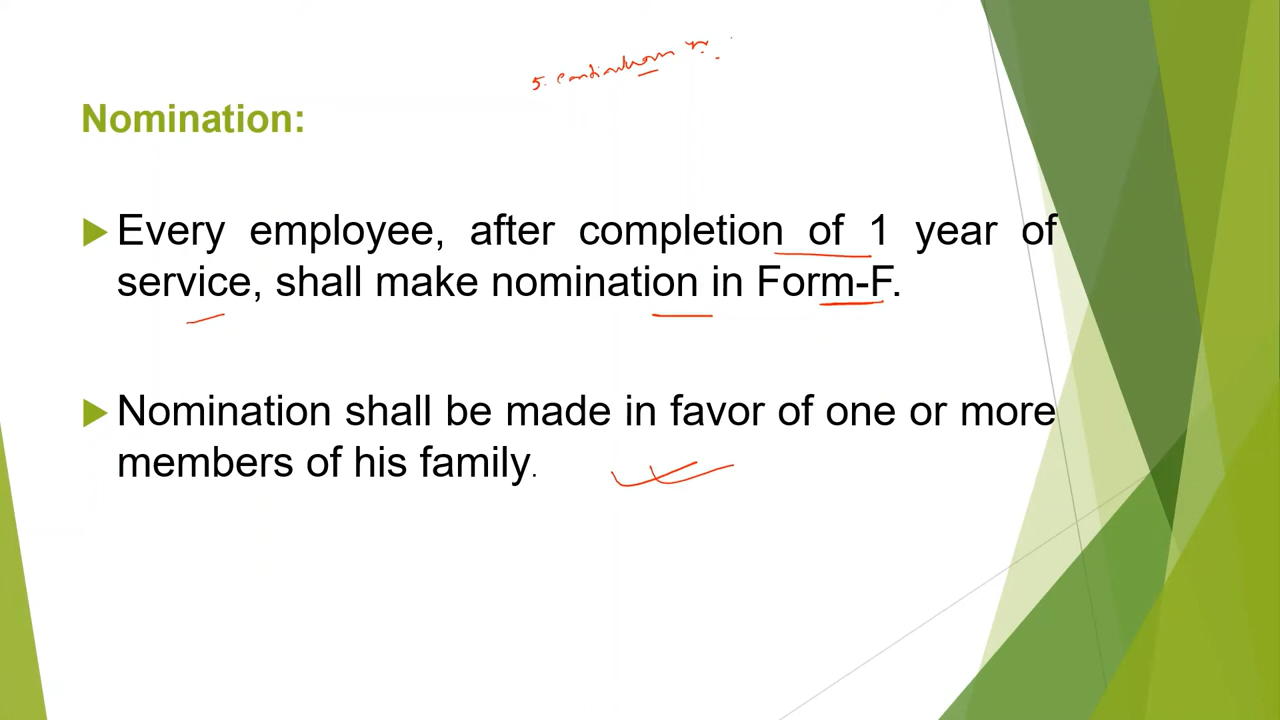 5.
Nomination:
Every employee, after completion of 1 year of
service, shall make nomination in Form-F.
Nomination shall be made in favor of one or more
members of his family.